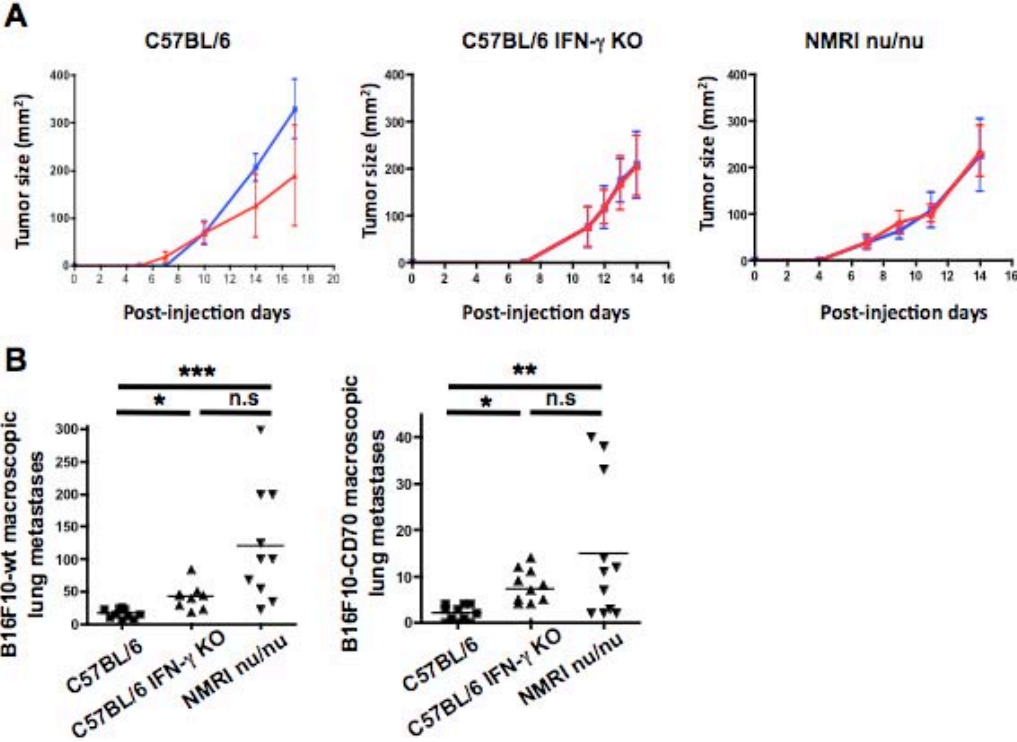 A
C57BL/6
C57BL/6 IFN-γ KO
NMRI nu/nu
Tumor size (mm²)
400
300
200
100
0
0 2 4 6 8 10 12 14 16 18 20
Post-injection days
Tumor size (mm²)
400
300
200
100
0
0 2 4 6 8 10 12 14 16
Post-injection days
Tumor size (mm²)
400
300
200
100
0
0 2 4 6 8 10 12 14 16
Post-injection days
B
B16F10-wt macroscopic
lung metastases
***
* n.s
300
250
200
150
100
50
0
C57BL/6
C57BL/6 IFN-γ KO
NMRI nu/nu
B16F10-CD70 macroscopic
lung metastases
**
* n.s
40
30
20
10
0
C57BL/6
C57BL/6 IFN-γ KO
NMRI nu/nu